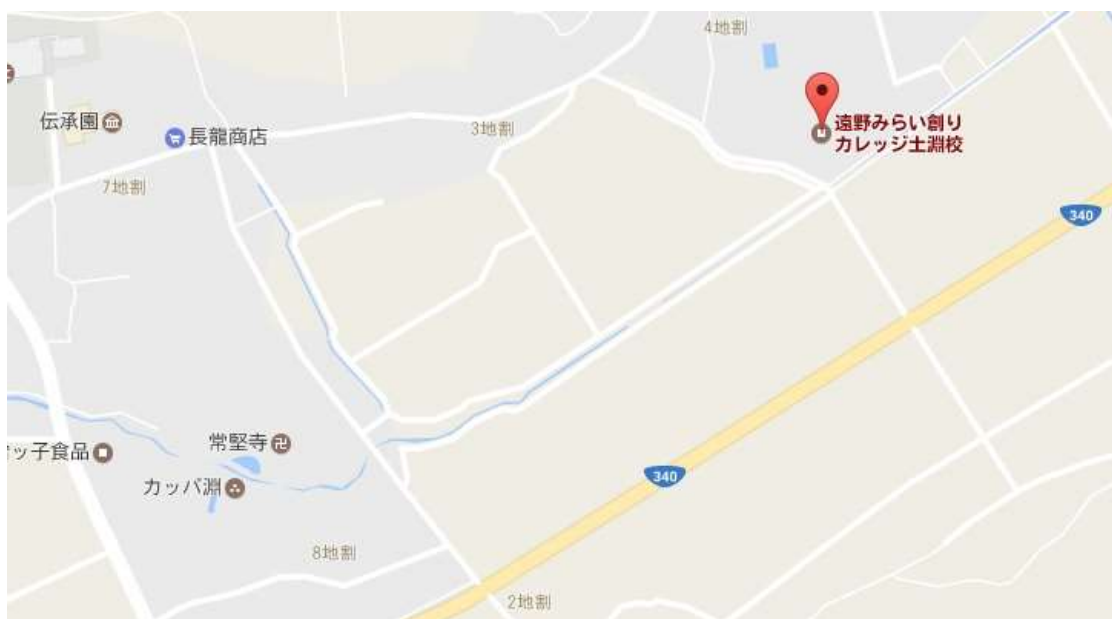 4地割
伝承園
長龍商店
3地割
遠野みらい創り
カレッジ土淵校
7地割
340
常堅寺
ッ子食品
カッパ淵
340
8地割
2地割